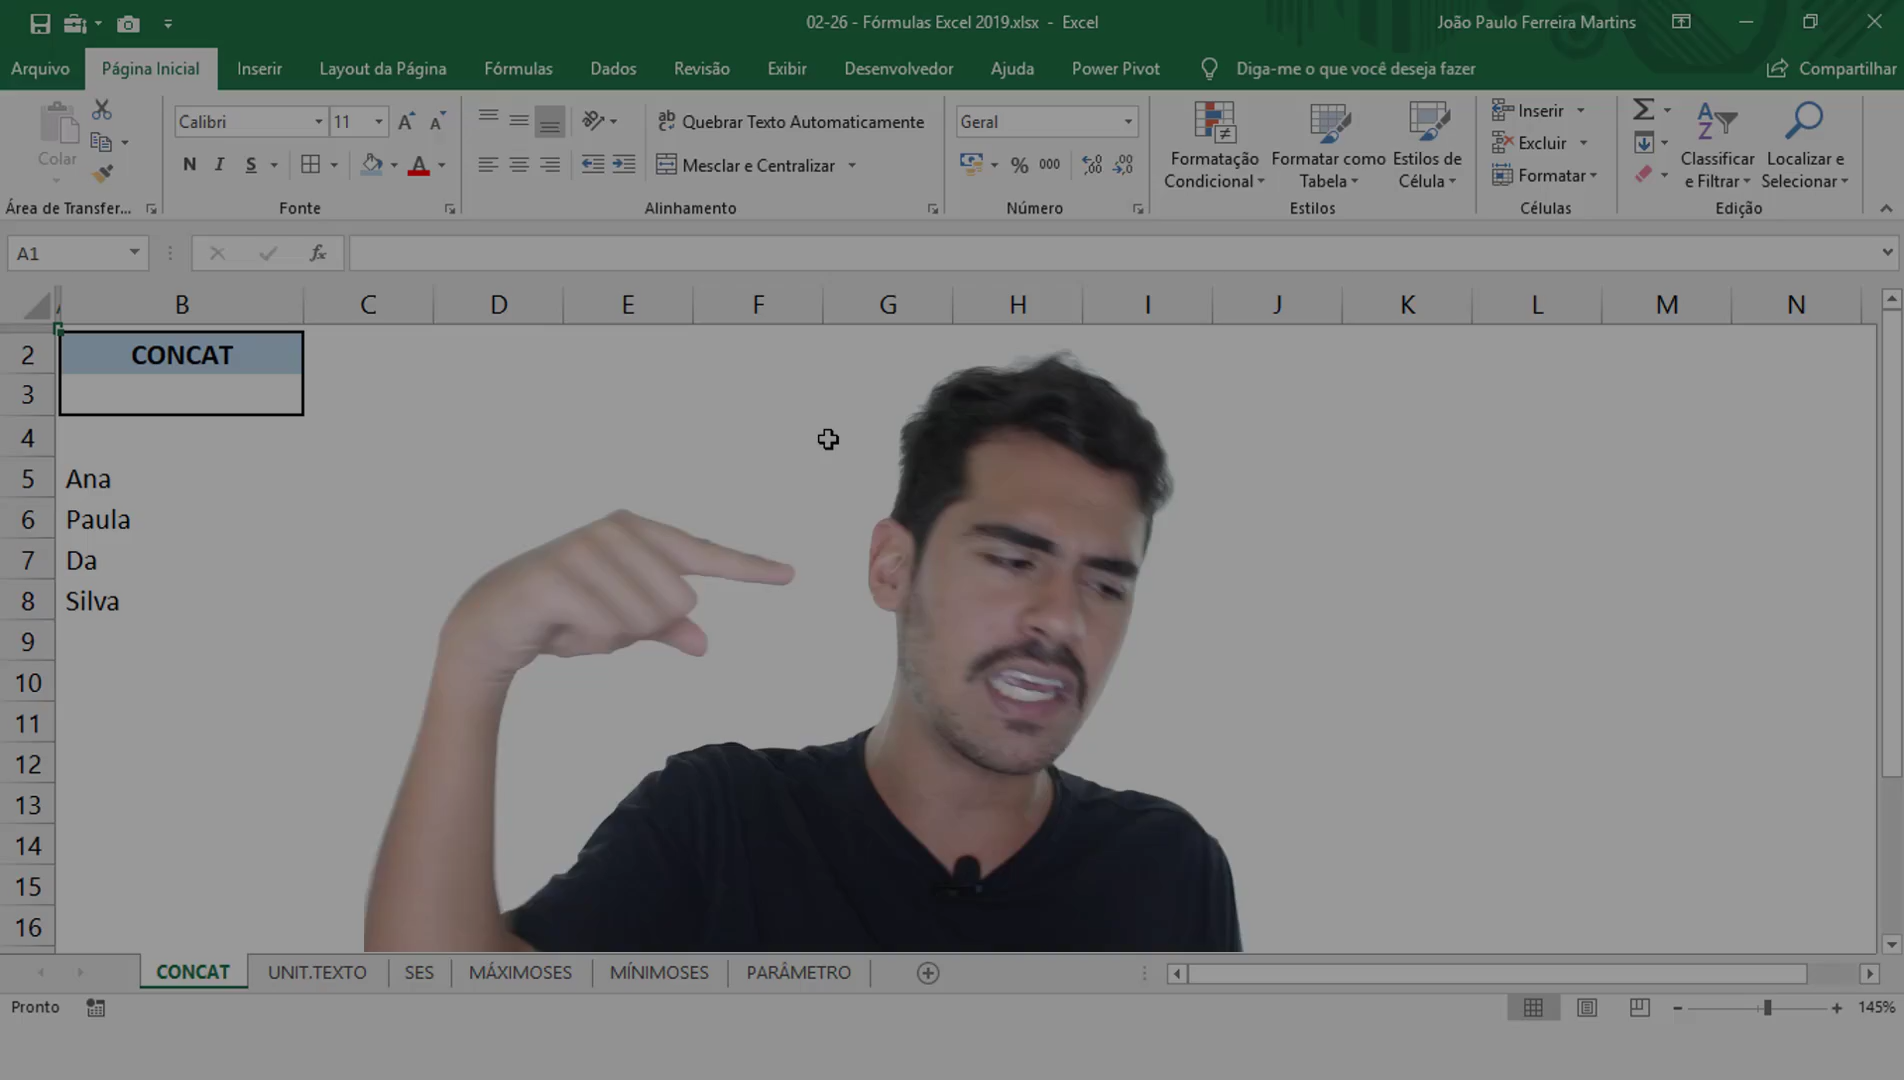 02-26 - Fórmulas Excel 2019.xlsx - Excel
João Paulo Ferreira Martins
Arquivo
Página Inicial
Inserir
Layout da Página
Fórmulas
Dados
Revisão
Exibir
Desenvolvedor
Ajuda
Power Pivot
Diga-me o que você deseja fazer
Compartilhar
Colar
Área de Transfer...
Calibri
11
N I S
A
Fonte
ab
Quebrar Texto Automaticamente
Mesclar e Centralizar
Alinhamento
Geral
% 000
Número
Formatação Condicional
Formatar como Tabela
Estilos de Célula
Estilos
Inserir
Excluir
Formatar
Células
Classificar e Filtrar
Localizar e Selecionar
Edição
A1
fx
B C D E F G H I J K L M N
2 CONCAT
3
4
5 Ana
6 Paula
7 Da
8 Silva
9
10
11
12
13
14
15
16
CONCAT
UNIT.TEXTO
SES
MÁXIMOSES
MÍNIMOSES
PARÂMETRO
Pronto
145%